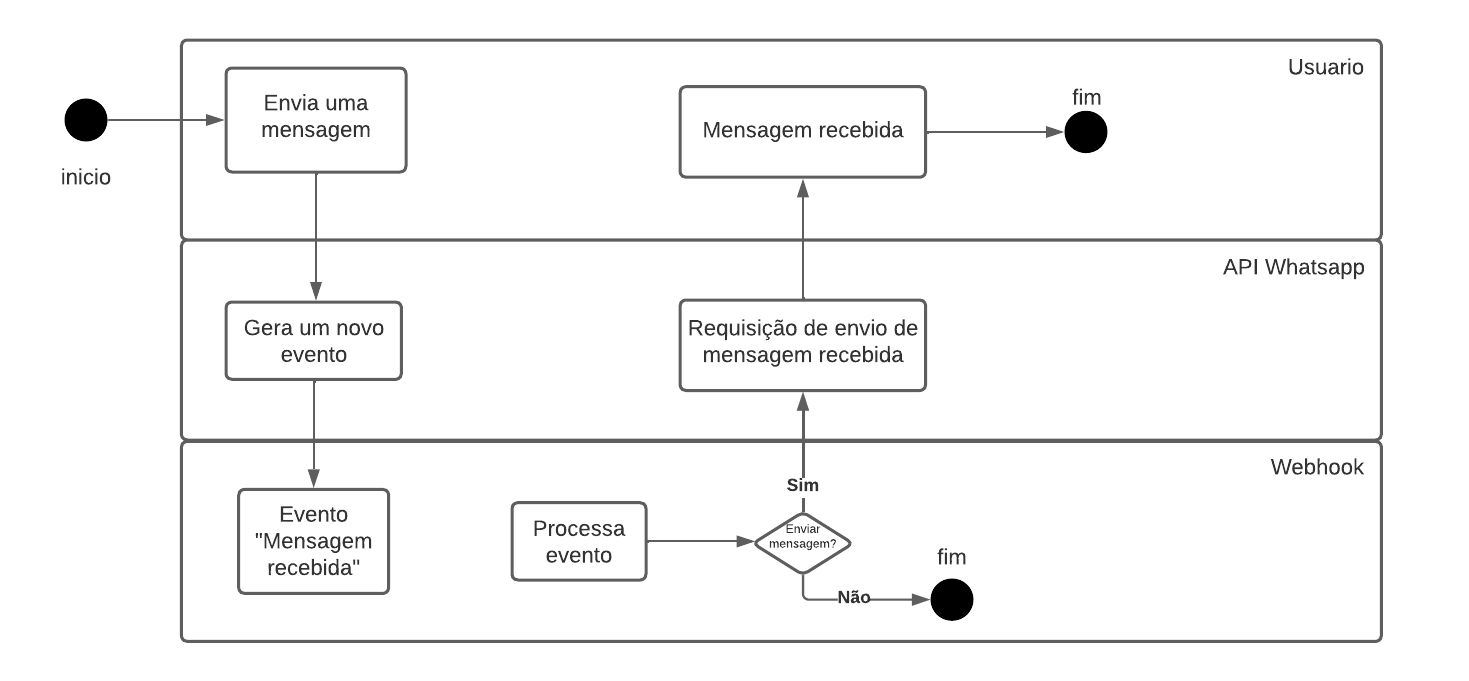 Usuario
inicio
Envia uma
mensagem
Mensagem recebida
fim
API Whatsapp
Gera um novo
evento
Requisição de envio de
mensagem recebida
Webhook
Evento
"Mensagem
recebida"
Processa
evento
Enviar
mensagem?
Sim
Não
fim